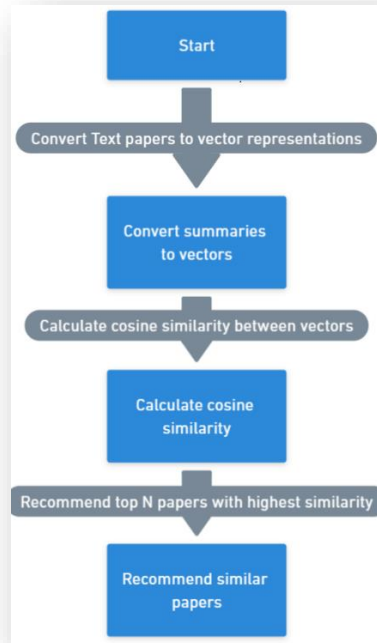 Start
Convert Text papers to vector representations
Convert summaries
to vectors
Calculate cosine similarity between vectors
Calculate cosine
similarity
Recommend top N papers with highest similarity
Recommend similar
papers